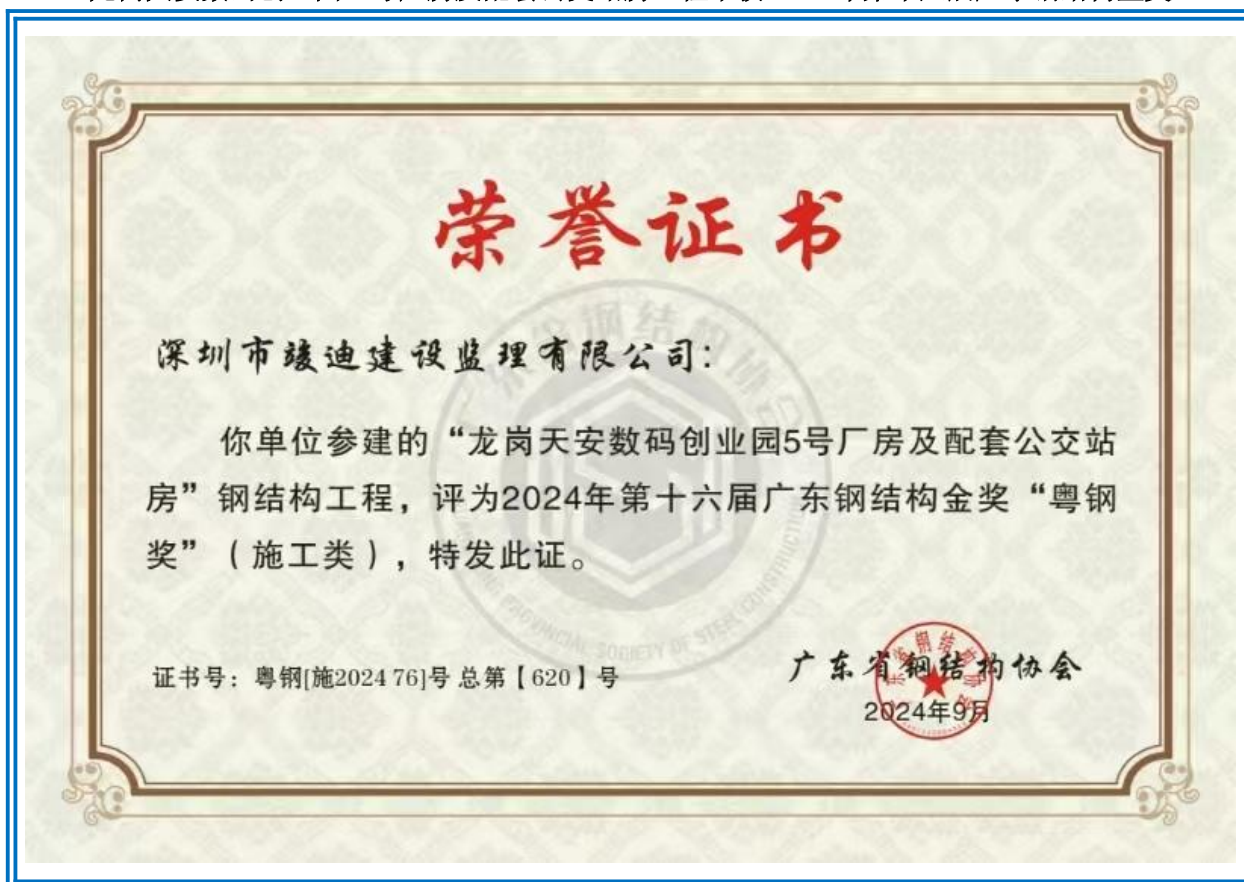 荣誉证书
深圳市竣迪建设监理有限公司：
你单位参建的“龙岗天安数码创业园5号厂房及配套公交站
房”钢结构工程，评为2024年第十六届广东钢结构金奖“粤钢
奖”（施工类），特发此证。
证书号：粤钢[施2024 76]号 总第【620】号
广东省钢结构协会
2024年9月